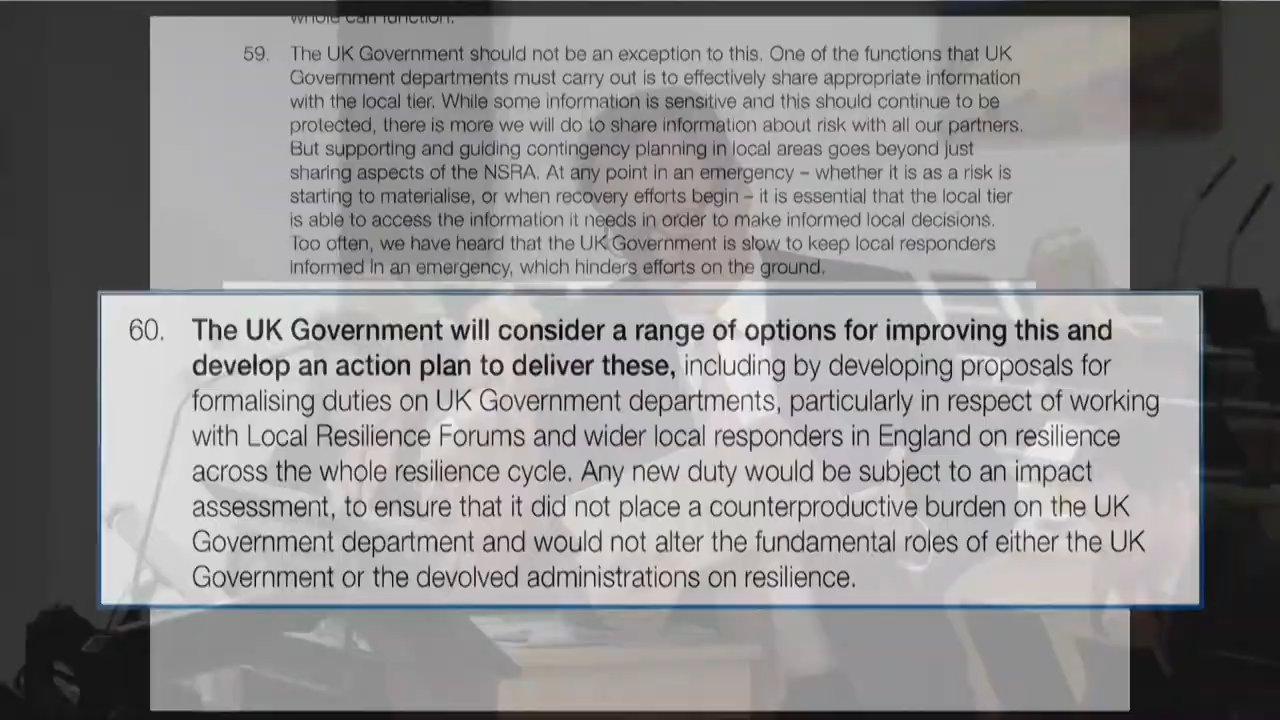 whole can function.
59. The UK Government should not be an exception to this. One of the functions that UK
Government departments must carry out is to effectively share appropriate information
with the local tier. While some information is sensitive and this should continue to be
protected, there is more we will do to share information about risk with all our partners.
But supporting and guiding contingency planning in local areas goes beyond just
sharing aspects of the NSRA. At any point in an emergency – whether it is as a risk is
starting to materialise, or when recovery efforts begin – it is essential that the local tier
is able to access the information it needs in order to make informed local decisions.
Too often, we have heard that the UK Government is slow to keep local responders
informed in an emergency, which hinders efforts on the ground.
60. The UK Government will consider a range of options for improving this and
develop an action plan to deliver these, including by developing proposals for
formalising duties on UK Government departments, particularly in respect of working
with Local Resilience Forums and wider local responders in England on resilience
across the whole resilience cycle. Any new duty would be subject to an impact
assessment, to ensure that it did not place a counterproductive burden on the UK
Government department and would not alter the fundamental roles of either the UK
Government or the devolved administrations on resilience.